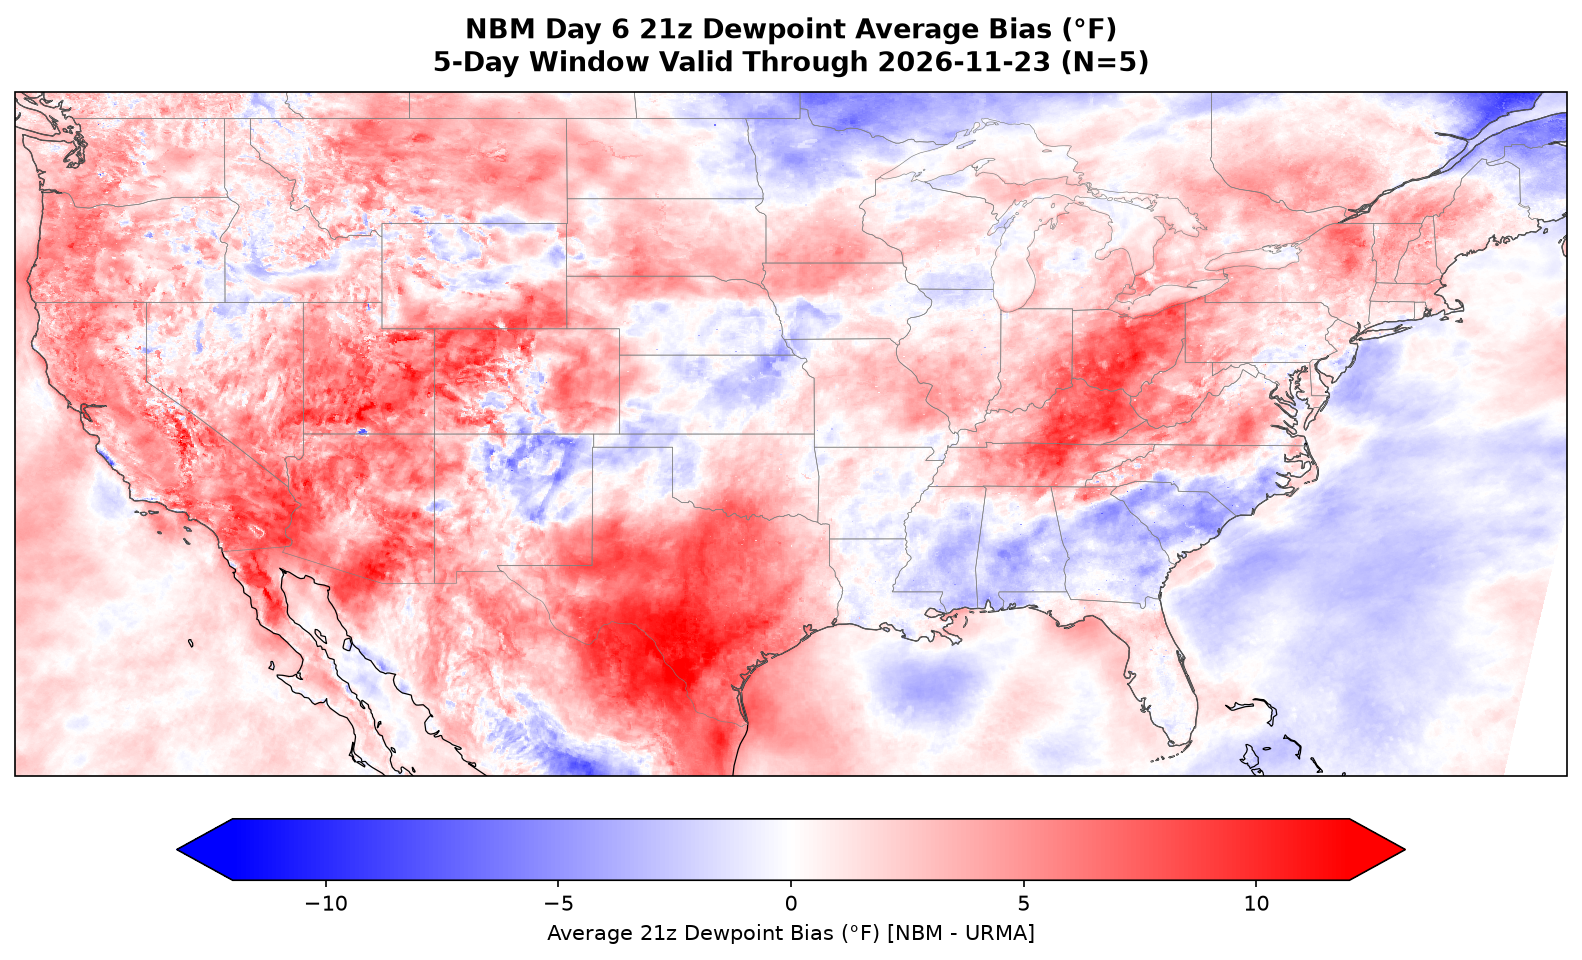 NBM Day 6 21z Dewpoint Average Bias (°F)
5-Day Window Valid Through 2026-11-23 (N=5)
−10 −5 0 5 10
Average 21z Dewpoint Bias (°F) [NBM - URMA]